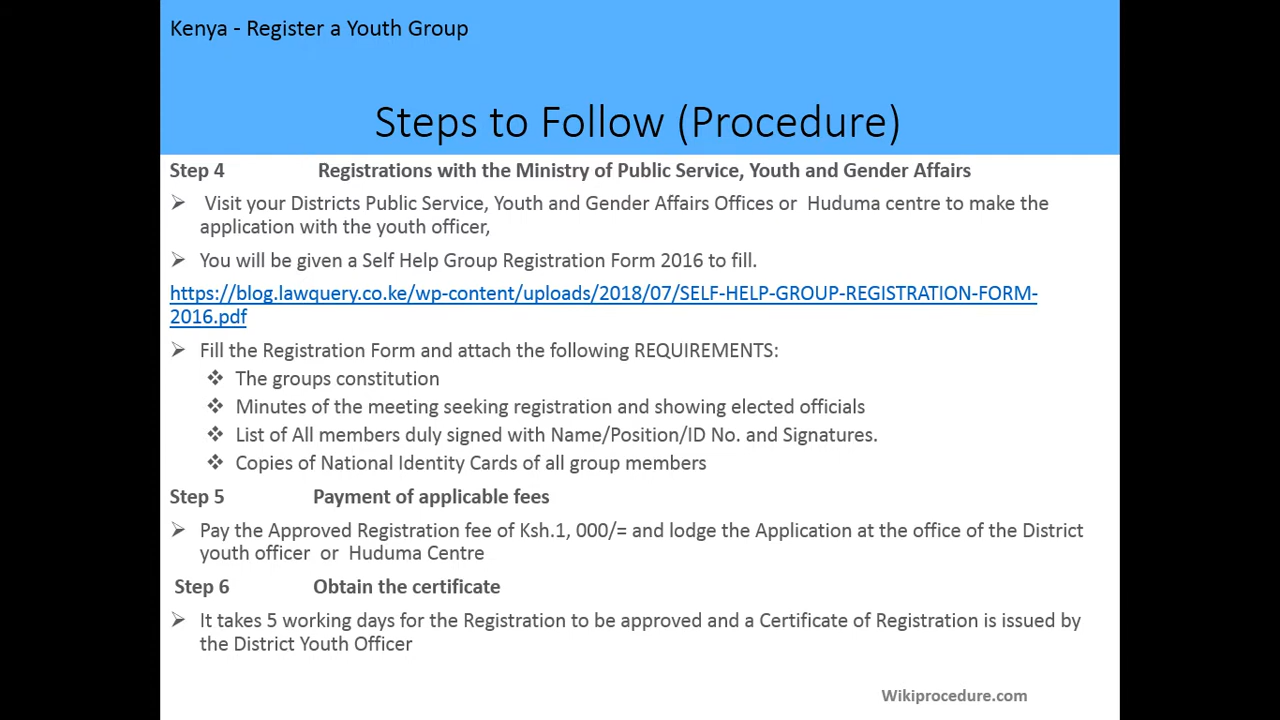 Kenya - Register a Youth Group
Steps to Follow (Procedure)
Step 4 Registrations with the Ministry of Public Service, Youth and Gender Affairs
➢ Visit your Districts Public Service, Youth and Gender Affairs Offices or Huduma centre to make the
application with the youth officer,
➢ You will be given a Self Help Group Registration Form 2016 to fill.
https://blog.lawquery.co.ke/wp-content/uploads/2018/07/SELF-HELP-GROUP-REGISTRATION-FORM-
2016.pdf
➢ Fill the Registration Form and attach the following REQUIREMENTS:
❖ The groups constitution
❖ Minutes of the meeting seeking registration and showing elected officials
❖ List of All members duly signed with Name/Position/ID No. and Signatures.
❖ Copies of National Identity Cards of all group members
Step 5 Payment of applicable fees
➢ Pay the Approved Registration fee of Ksh.1, 000/= and lodge the Application at the office of the District
youth officer or Huduma Centre
Step 6 Obtain the certificate
➢ It takes 5 working days for the Registration to be approved and a Certificate of Registration is issued by
the District Youth Officer
Wikiprocedure.com